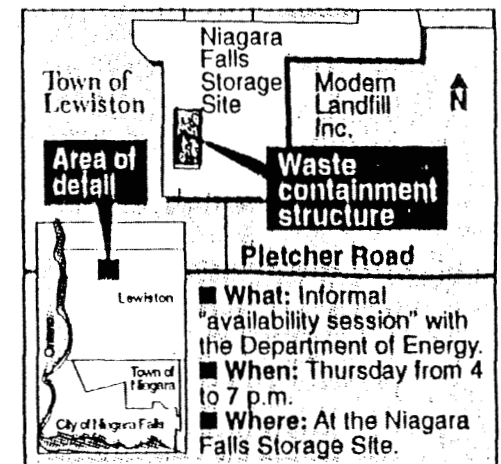 Niagara
Falls
Storage
Site
Town of
Lewiston
Modern
Landfill
Inc.
N
Area of
detail
Waste
containment
structure
Pletcher Road
Lewiston
Ontario
Town of
Niagara
City of Niagara Falls
■ What: Informal
"availability session" with
the Department of Energy.
■ When: Thursday from 4
to 7 p.m.
■ Where: At the Niagara
Falls Storage Site.